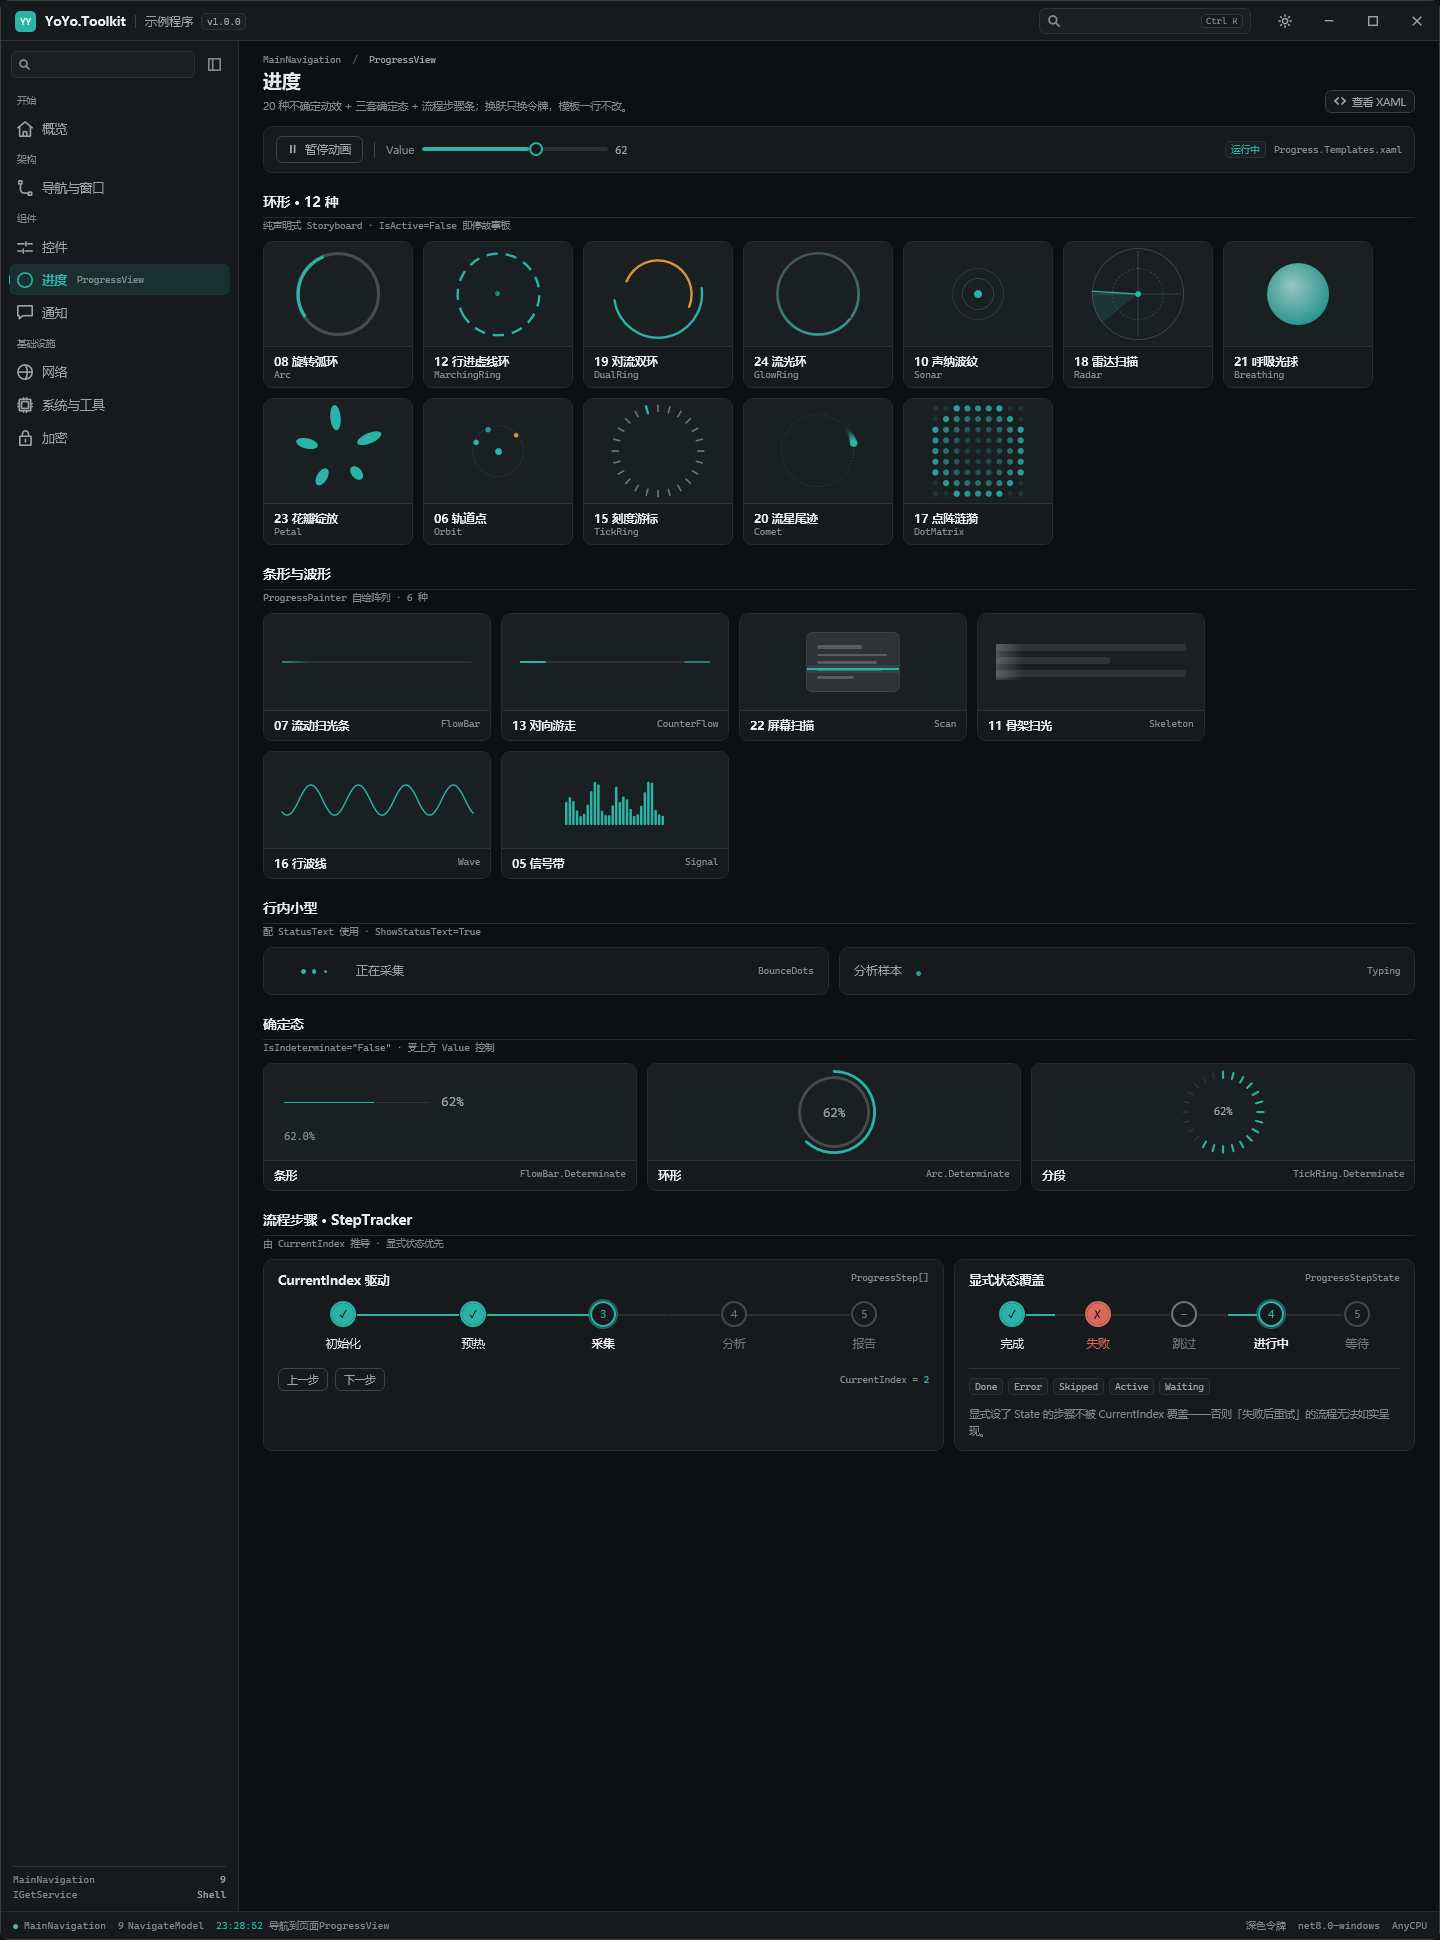 YY YoYo.Toolkit 示例程序 v1.0.0 Ctrl K
开始
概览
架构
导航与窗口
组件
控件
进度 ProgressView
通知
基础设施
网络
系统与工具
加密
MainNavigation 9
IGetService Shell
MainNavigation / ProgressView
进度
20 种不确定动效 + 三套确定态 + 流程步骤条；换肤只换令牌，模板一行不改。
查看 XAML
暂停动画 Value 62 运行中 Progress.Templates.xaml
环形 • 12 种
纯声明式 Storyboard · IsActive=False 即停故事板
08 旋转弧环
Arc
12 行进虚线环
MarchingRing
19 对流双环
DualRing
24 流光环
GlowRing
10 声纳波纹
Sonar
18 雷达扫描
Radar
21 呼吸光球
Breathing
23 花瓣绽放
Petal
06 轨道点
Orbit
15 刻度游标
TickRing
20 流星尾迹
Comet
17 点阵涟漪
DotMatrix
条形与波形
ProgressPainter 自绘阵列 · 6 种
07 流动扫光条 FlowBar
13 对向游走 CounterFlow
22 屏幕扫描 Scan
11 骨架扫光 Skeleton
16 行波线 Wave
05 信号带 Signal
行内小型
配 StatusText 使用 · ShowStatusText=True
正在采集 BounceDots
分析样本 Typing
确定态
IsIndeterminate="False" · 受上方 Value 控制
62%
62.0%
条形 FlowBar.Determinate
62%
环形 Arc.Determinate
62%
分段 TickRing.Determinate
流程步骤 • StepTracker
由 CurrentIndex 推导 · 显式状态优先
CurrentIndex 驱动 ProgressStep[]
✓ ✓ 3 4 5
初始化 预热 采集 分析 报告
上一步 下一步 CurrentIndex = 2
显式状态覆盖 ProgressStepState
✓ ✗ – 4 5
完成 失败 跳过 进行中 等待
Done Error Skipped Active Waiting
显式设了 State 的步骤不被 CurrentIndex 覆盖——否则「失败后重试」的流程无法如实呈
现。
MainNavigation 9 NavigateModel 23:28:52 导航到页面ProgressView 深色令牌 net8.0-windows AnyCPU